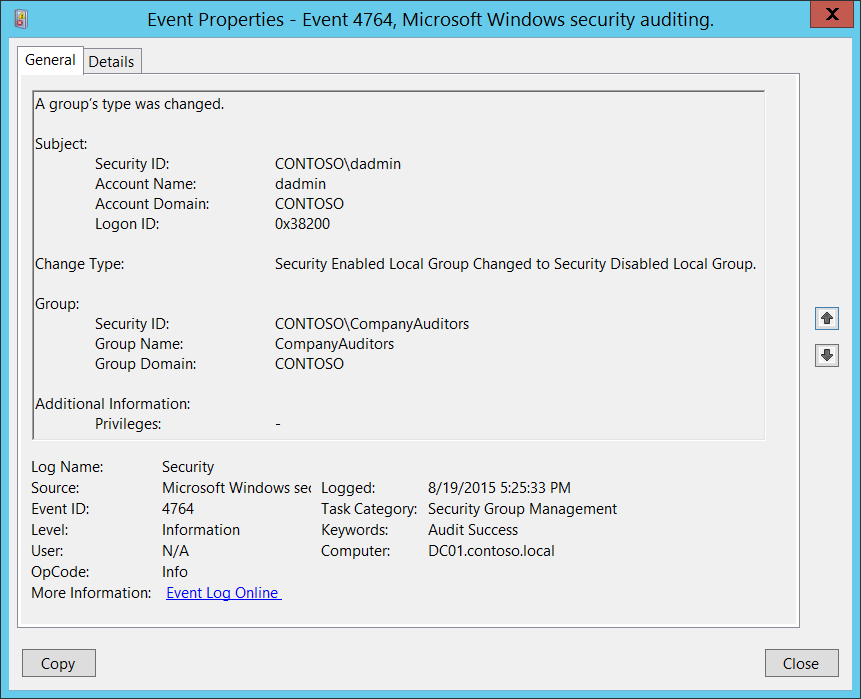 Event Properties - Event 4764, Microsoft Windows security auditing.
X
General Details
A group's type was changed.
Subject:
Security ID: CONTOSO\dadmin
Account Name: dadmin
Account Domain: CONTOSO
Logon ID: 0x38200
Change Type: Security Enabled Local Group Changed to Security Disabled Local Group.
Group:
Security ID: CONTOSO\CompanyAuditors
Group Name: CompanyAuditors
Group Domain: CONTOSO
Additional Information:
Privileges: -
Log Name: Security
Source: Microsoft Windows sec Logged: 8/19/2015 5:25:33 PM
Event ID: 4764 Task Category: Security Group Management
Level: Information Keywords: Audit Success
User: N/A Computer: DC01.contoso.local
OpCode: Info
More Information: Event Log Online
Copy Close